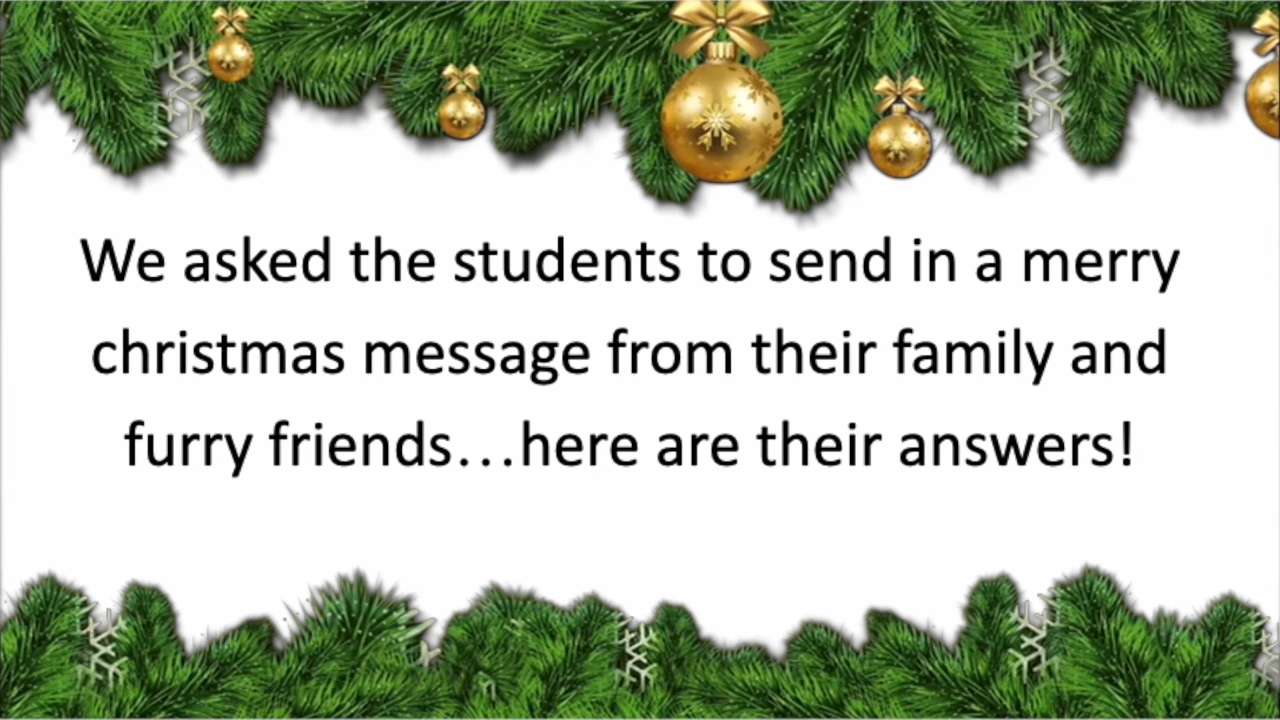 We asked the students to send in a merry
christmas message from their family and
furry friends…here are their answers!